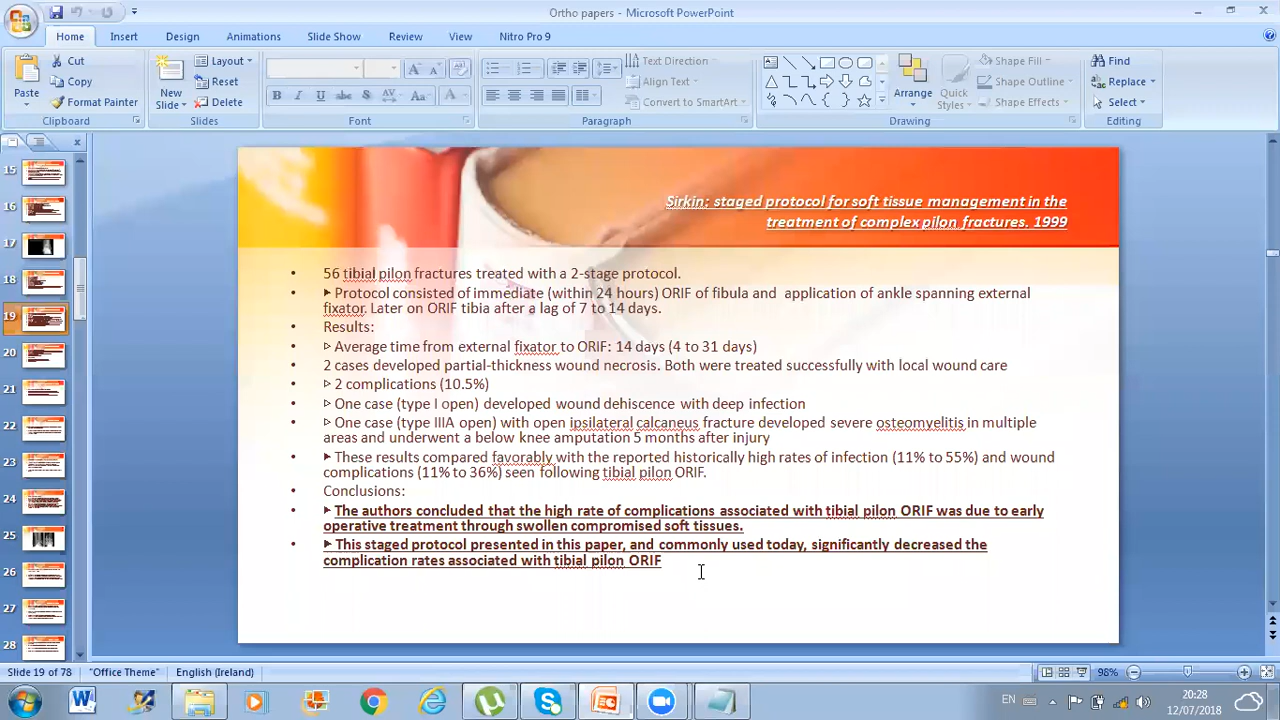 Ortho papers - Microsoft PowerPoint
Home Insert Design Animations Slide Show Review View Nitro Pro 9
Paste
Cut
Copy
Format Painter
Clipboard
New
Slide
Layout
Reset
Delete
Slides
B I U abc S AV Aa A
Font
Text Direction
Align Text
Convert to SmartArt
Paragraph
Arrange
Quick
Styles
Shape Fill
Shape Outline
Shape Effects
Drawing
Find
Replace
Select
Editing
15
16
17
18
19
20
21
22
23
24
25
26
27
28
Sirkin: staged protocol for soft tissue management in the
treatment of complex pilon fractures. 1999
• 56 tibial pilon fractures treated with a 2-stage protocol.
• Protocol consisted of immediate (within 24 hours) ORIF of fibula and application of ankle spanning external
fixator. Later on ORIF tibia after a lag of 7 to 14 days.
• Results:
• Average time from external fixator to ORIF: 14 days (4 to 31 days)
• 2 cases developed partial-thickness wound necrosis. Both were treated successfully with local wound care
• 2 complications (10.5%)
• One case (type I open) developed wound dehiscence with deep infection
• One case (type IIIA open) with open ipsilateral calcaneus fracture developed severe osteomyelitis in multiple
areas and underwent a below knee amputation 5 months after injury
• These results compared favorably with the reported historically high rates of infection (11% to 55%) and wound
complications (11% to 36%) seen following tibial pilon ORIF.
• Conclusions:
• The authors concluded that the high rate of complications associated with tibial pilon ORIF was due to early
operative treatment through swollen compromised soft tissues.
• This staged protocol presented in this paper, and commonly used today, significantly decreased the
complication rates associated with tibial pilon ORIF
Slide 19 of 78 "Office Theme" English (Ireland) 98%
EN
20:28
12/07/2018